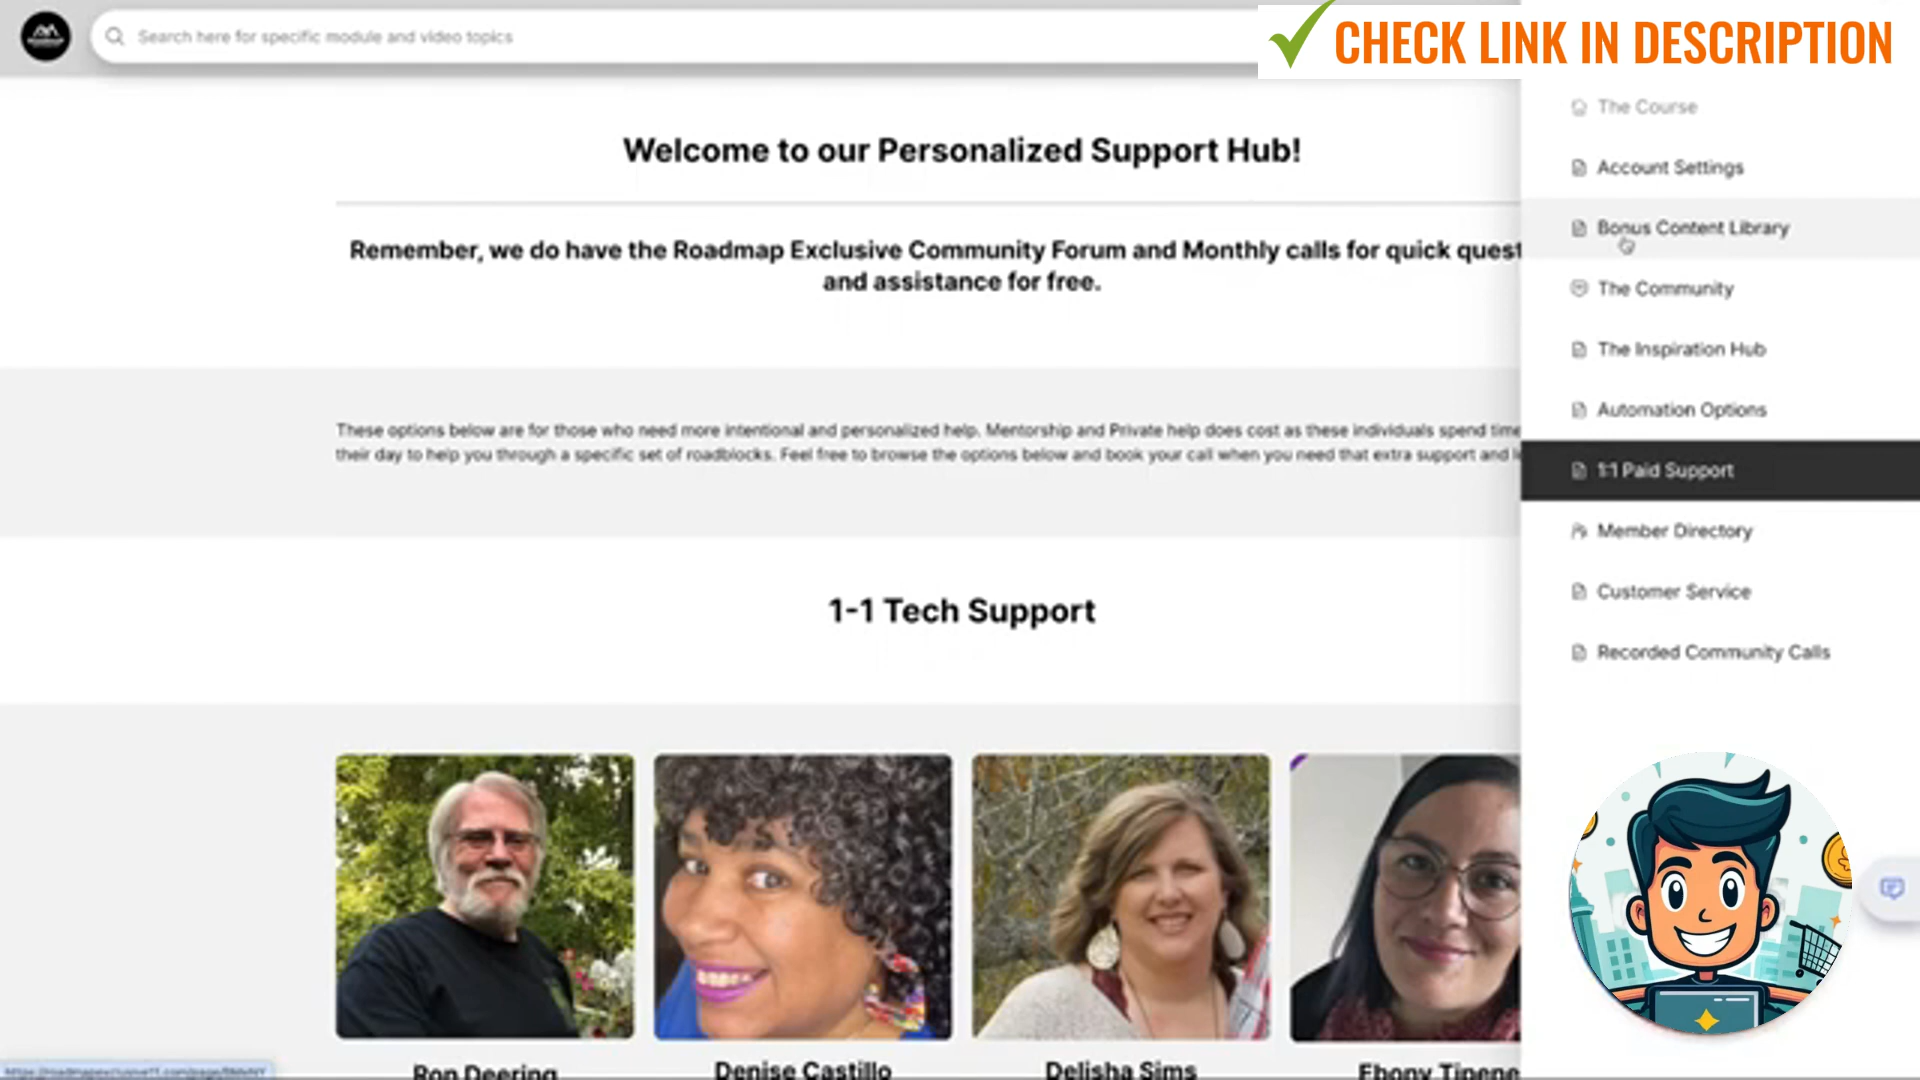 Search here for specific module and video topics
CHECK LINK IN DESCRIPTION
Welcome to our Personalized Support Hub!
Remember, we do have the Roadmap Exclusive Community Forum and Monthly calls for quick quest
and assistance for free.
These options below are for those who need more intentional and personalized help. Mentorship and Private help does cost as these individuals spend time
their day to help you through a specific set of roadblocks. Feel free to browse the options below and book your call when you need that extra support and
1-1 Tech Support
Ron Deering
Denise Castillo
Delisha Sims
Ebony Tipene
The Course
Account Settings
Bonus Content Library
The Community
The Inspiration Hub
Automation Options
1:1 Paid Support
Member Directory
Customer Service
Recorded Community Calls